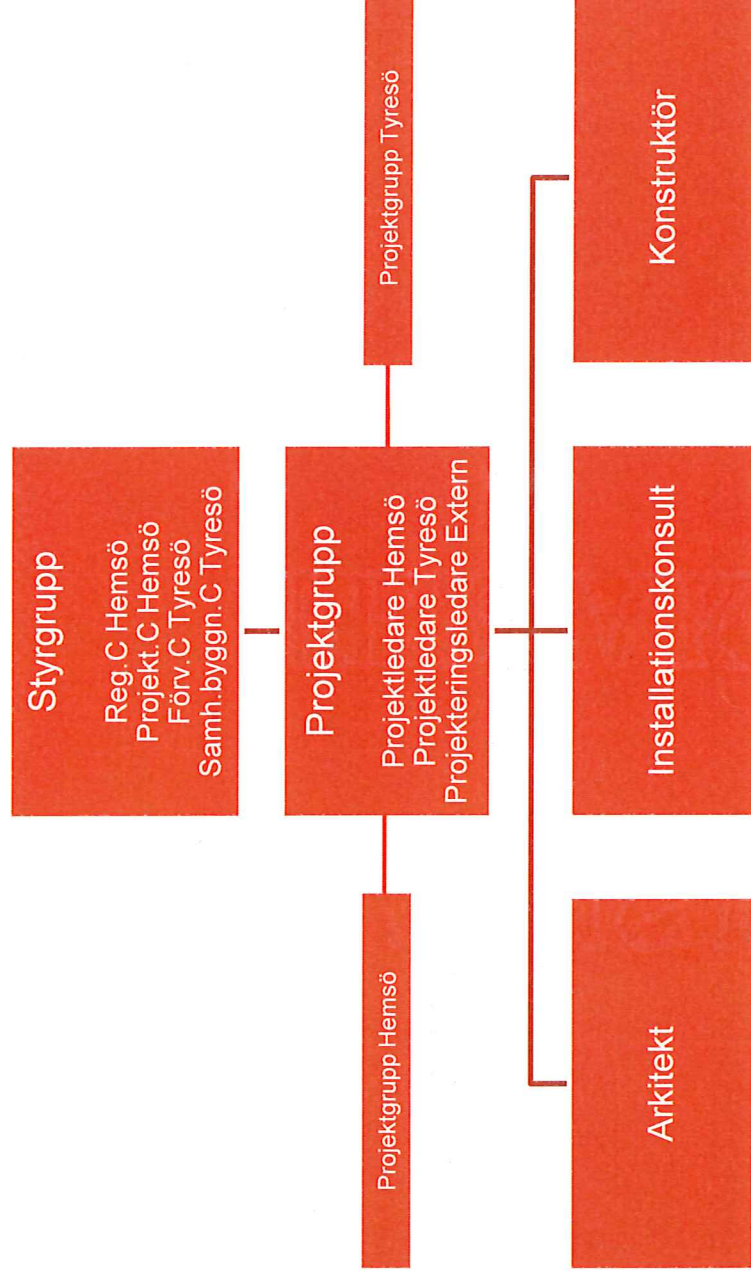 Styrgrupp
Reg.C Hemsö
Projekt.C Hemsö
Förv.C Tyresö
Samh.byggn.C Tyresö
Projektgrupp Hemsö
Projektgrupp
Projektledare Hemsö
Projektledare Tyresö
Projekteringsledare Extern
Projektgrupp Tyresö
Arkitekt
Installationskonsult
Konstruktör